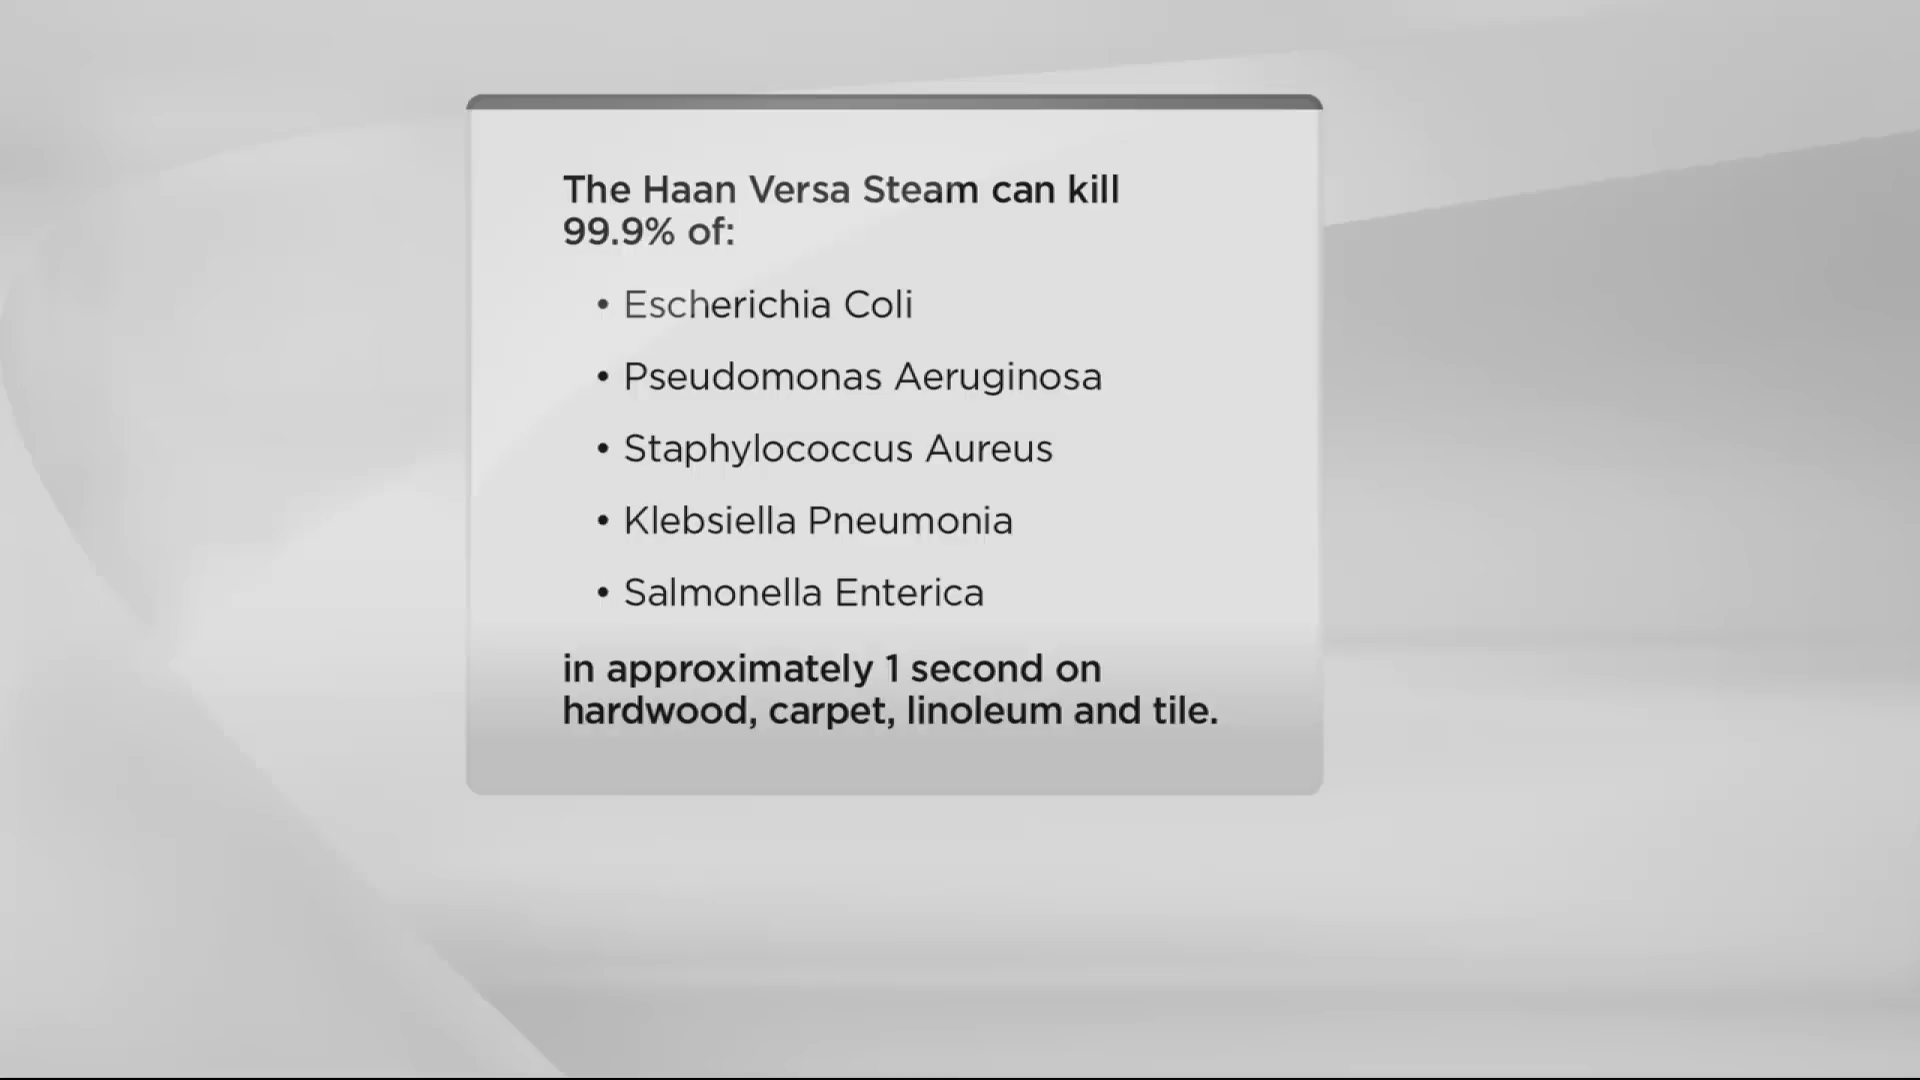 The Haan Versa Steam can kill
99.9% of:
• Escherichia Coli
• Pseudomonas Aeruginosa
• Staphylococcus Aureus
• Klebsiella Pneumonia
• Salmonella Enterica
in approximately 1 second on
hardwood, carpet, linoleum and tile.